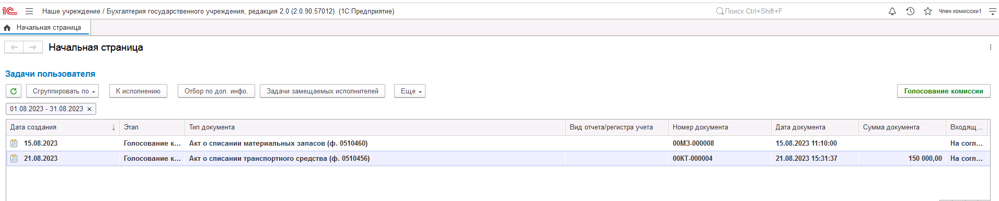 1С Наше учреждение / Бухгалтерия государственного учреждения, редакция 2.0 (2.0.90.57012) (1С:Предприятие) Поиск Ctrl+Shift+F Член комиссии1
Начальная страница
Начальная страница
Задачи пользователя
Сгруппировать по К исполнению Отбор по доп. инфо. Задачи замещаемых исполнителей Еще Голосование комиссии
01.08.2023 - 31.08.2023 ×
Дата создания ↓ Этап Тип документа Вид отчета/регистра учета Номер документа Дата документа Сумма документа Входящ...
15.08.2023 Голосование к... Акт о списании материальных запасов (ф. 0510460) 00МЗ-000008 15.08.2023 11:10:00 На согл...
21.08.2023 Голосование к... Акт о списании транспортного средства (ф. 0510456) 00КТ-000004 21.08.2023 15:31:37 150 000,00 На согл...